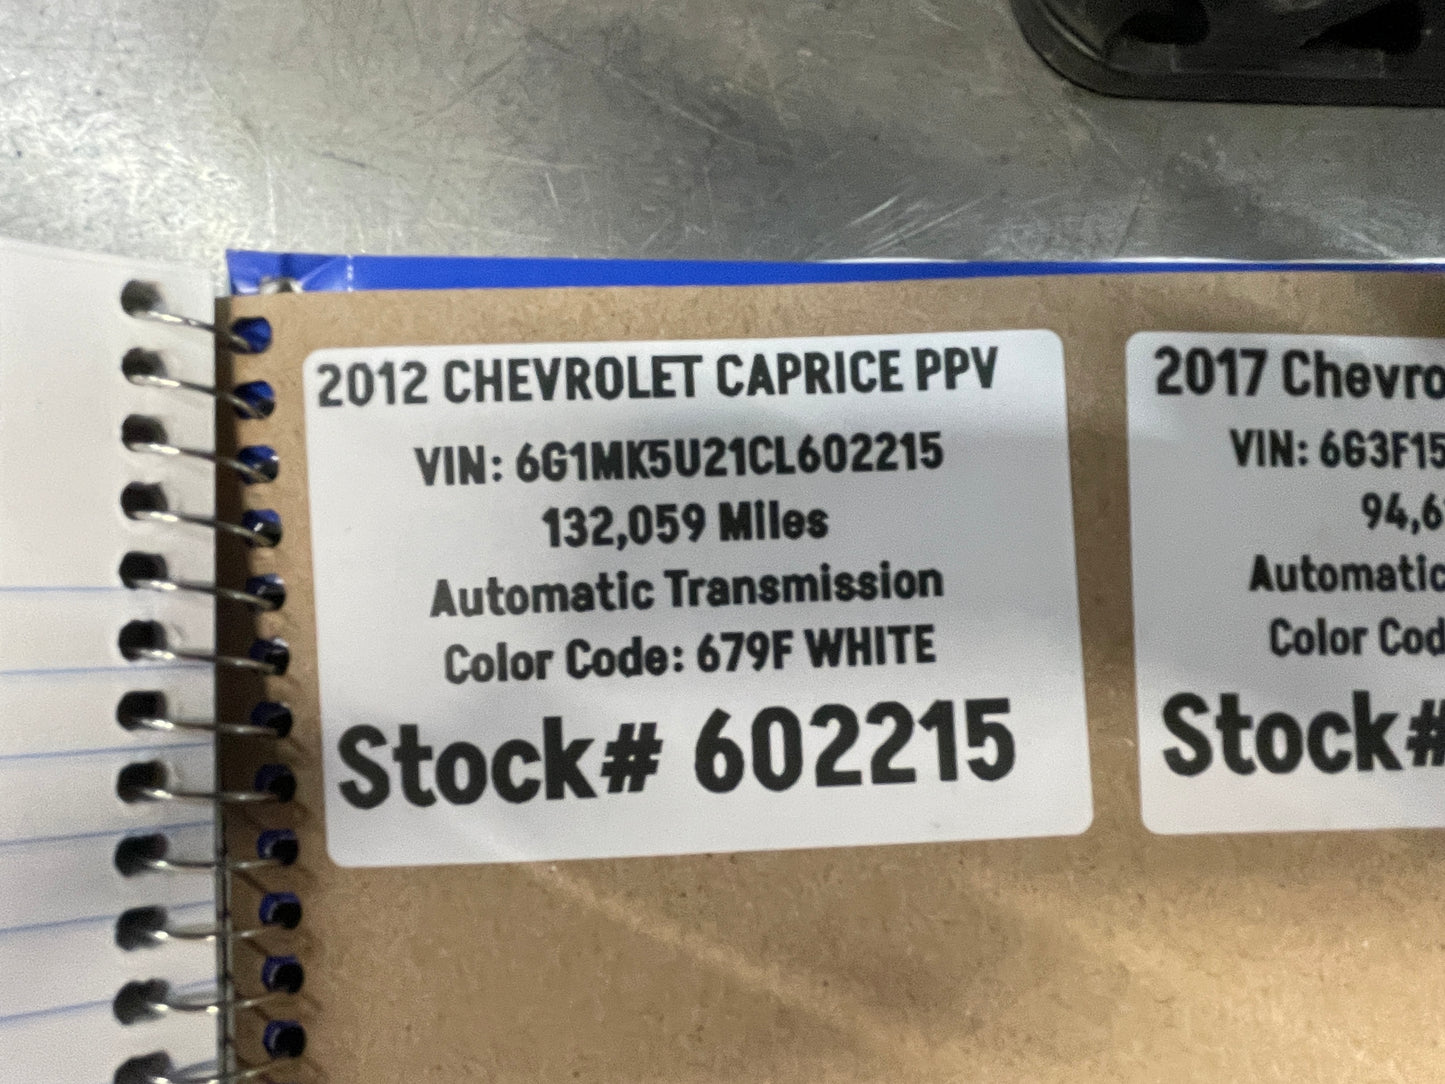 2012 CHEVROLET CAPRICE PPV
VIN: 6G1MK5U21CL602215
132,059 Miles
Automatic Transmission
Color Code: 679F WHITE
Stock# 602215
2017 Chevro
VIN: 6G3F15
94,6
Automatic
Color Cod
Stock#